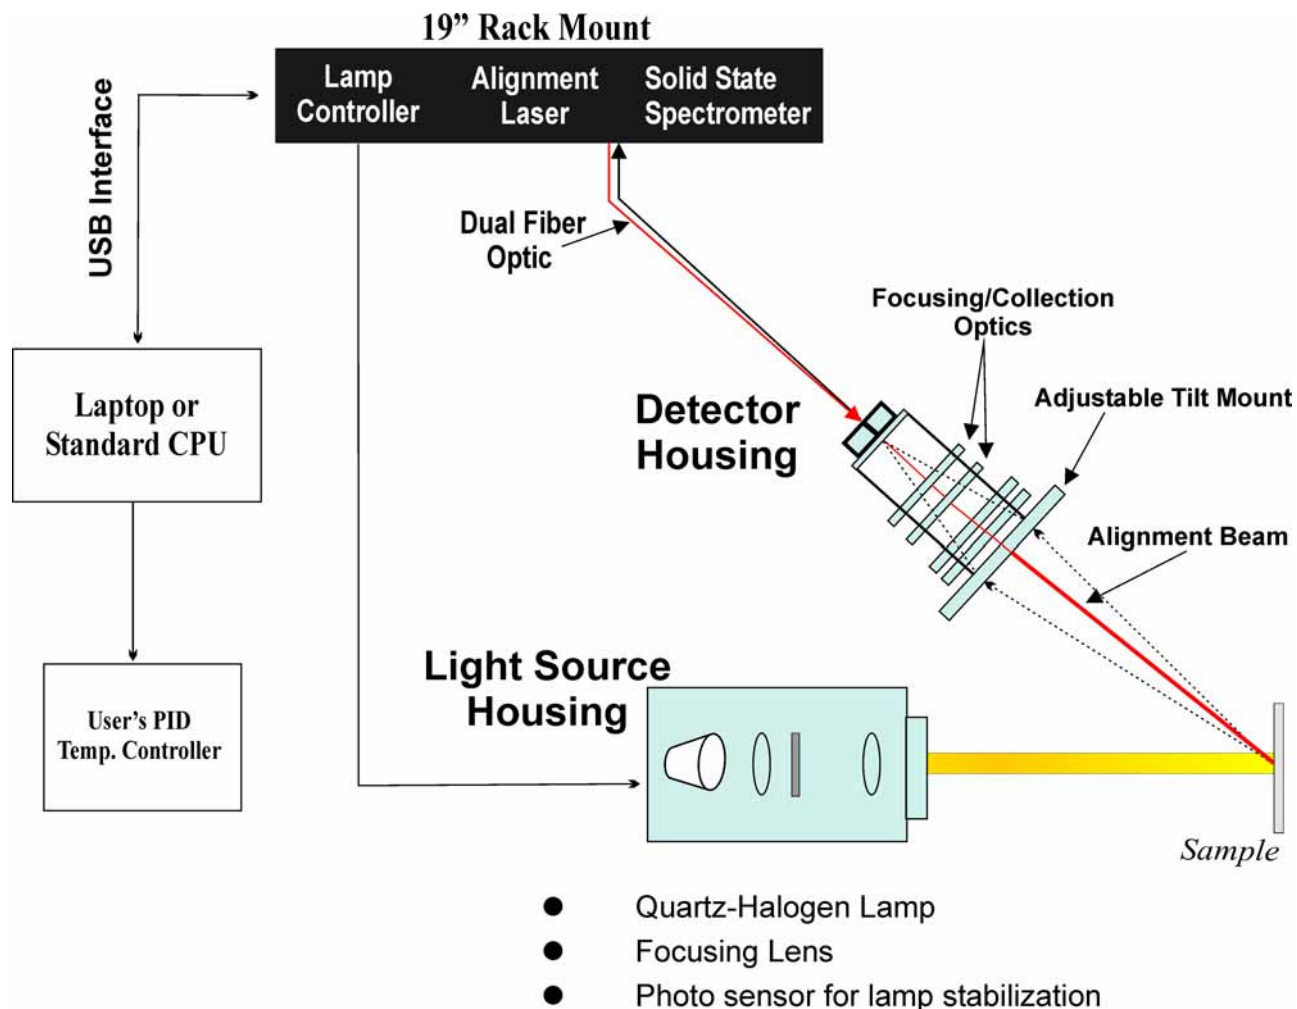 19” Rack Mount
Lamp
Controller
Alignment
Laser
Solid State
Spectrometer
USB Interface
Dual Fiber
Optic
Focusing/Collection
Optics
Adjustable Tilt Mount
Detector
Housing
Alignment Beam
Laptop or
Standard CPU
Light Source
Housing
User's PID
Temp. Controller
Sample
● Quartz-Halogen Lamp
● Focusing Lens
● Photo sensor for lamp stabilization